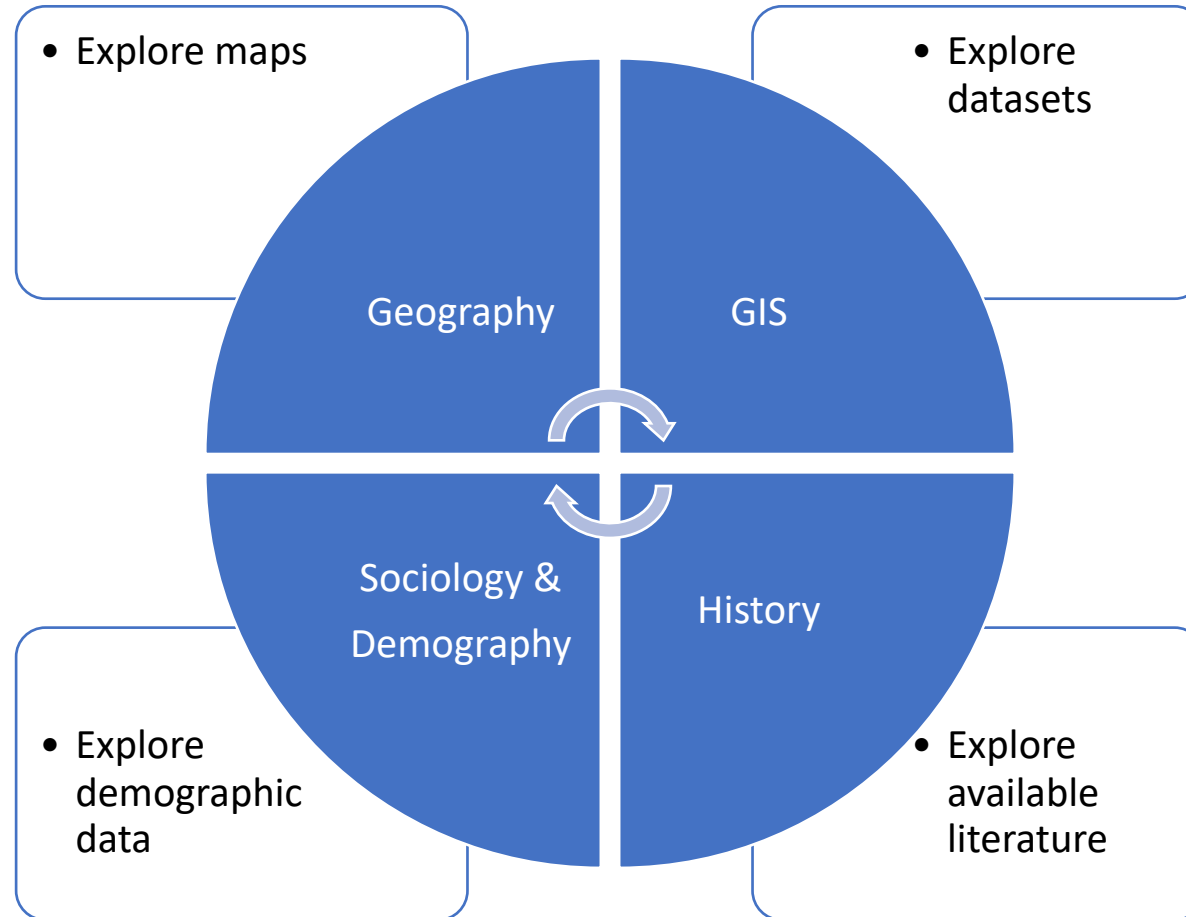 • Explore maps
• Explore
datasets
Geography
GIS
Sociology &
Demography
History
• Explore
demographic
data
• Explore
available
literature